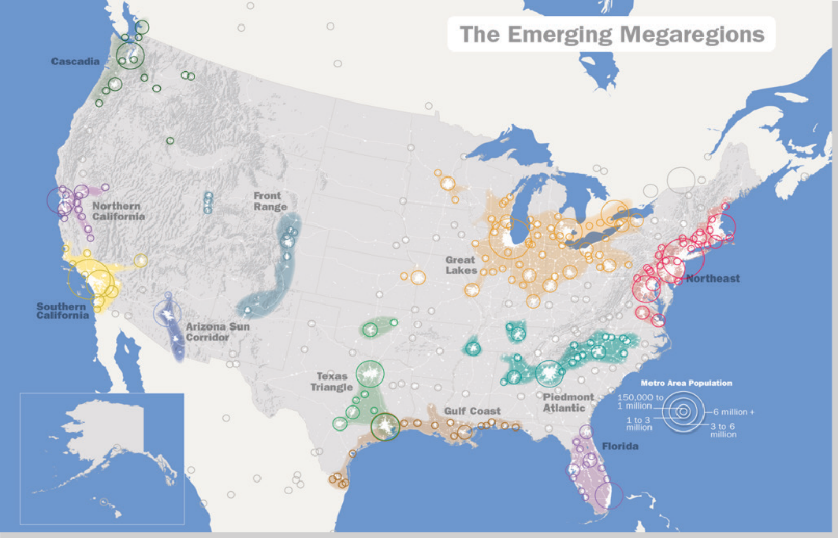 The Emerging Megaregions
Cascadia
Northern
California
Front
Range
Great
Lakes
Northeast
Southern
California
Arizona Sun
Corridor
Texas
Triangle
Gulf Coast
Piedmont
Atlantic
Florida
Metro Area Population
150,000 to
1 million
1 to 3
million
6 million +
3 to 6
million